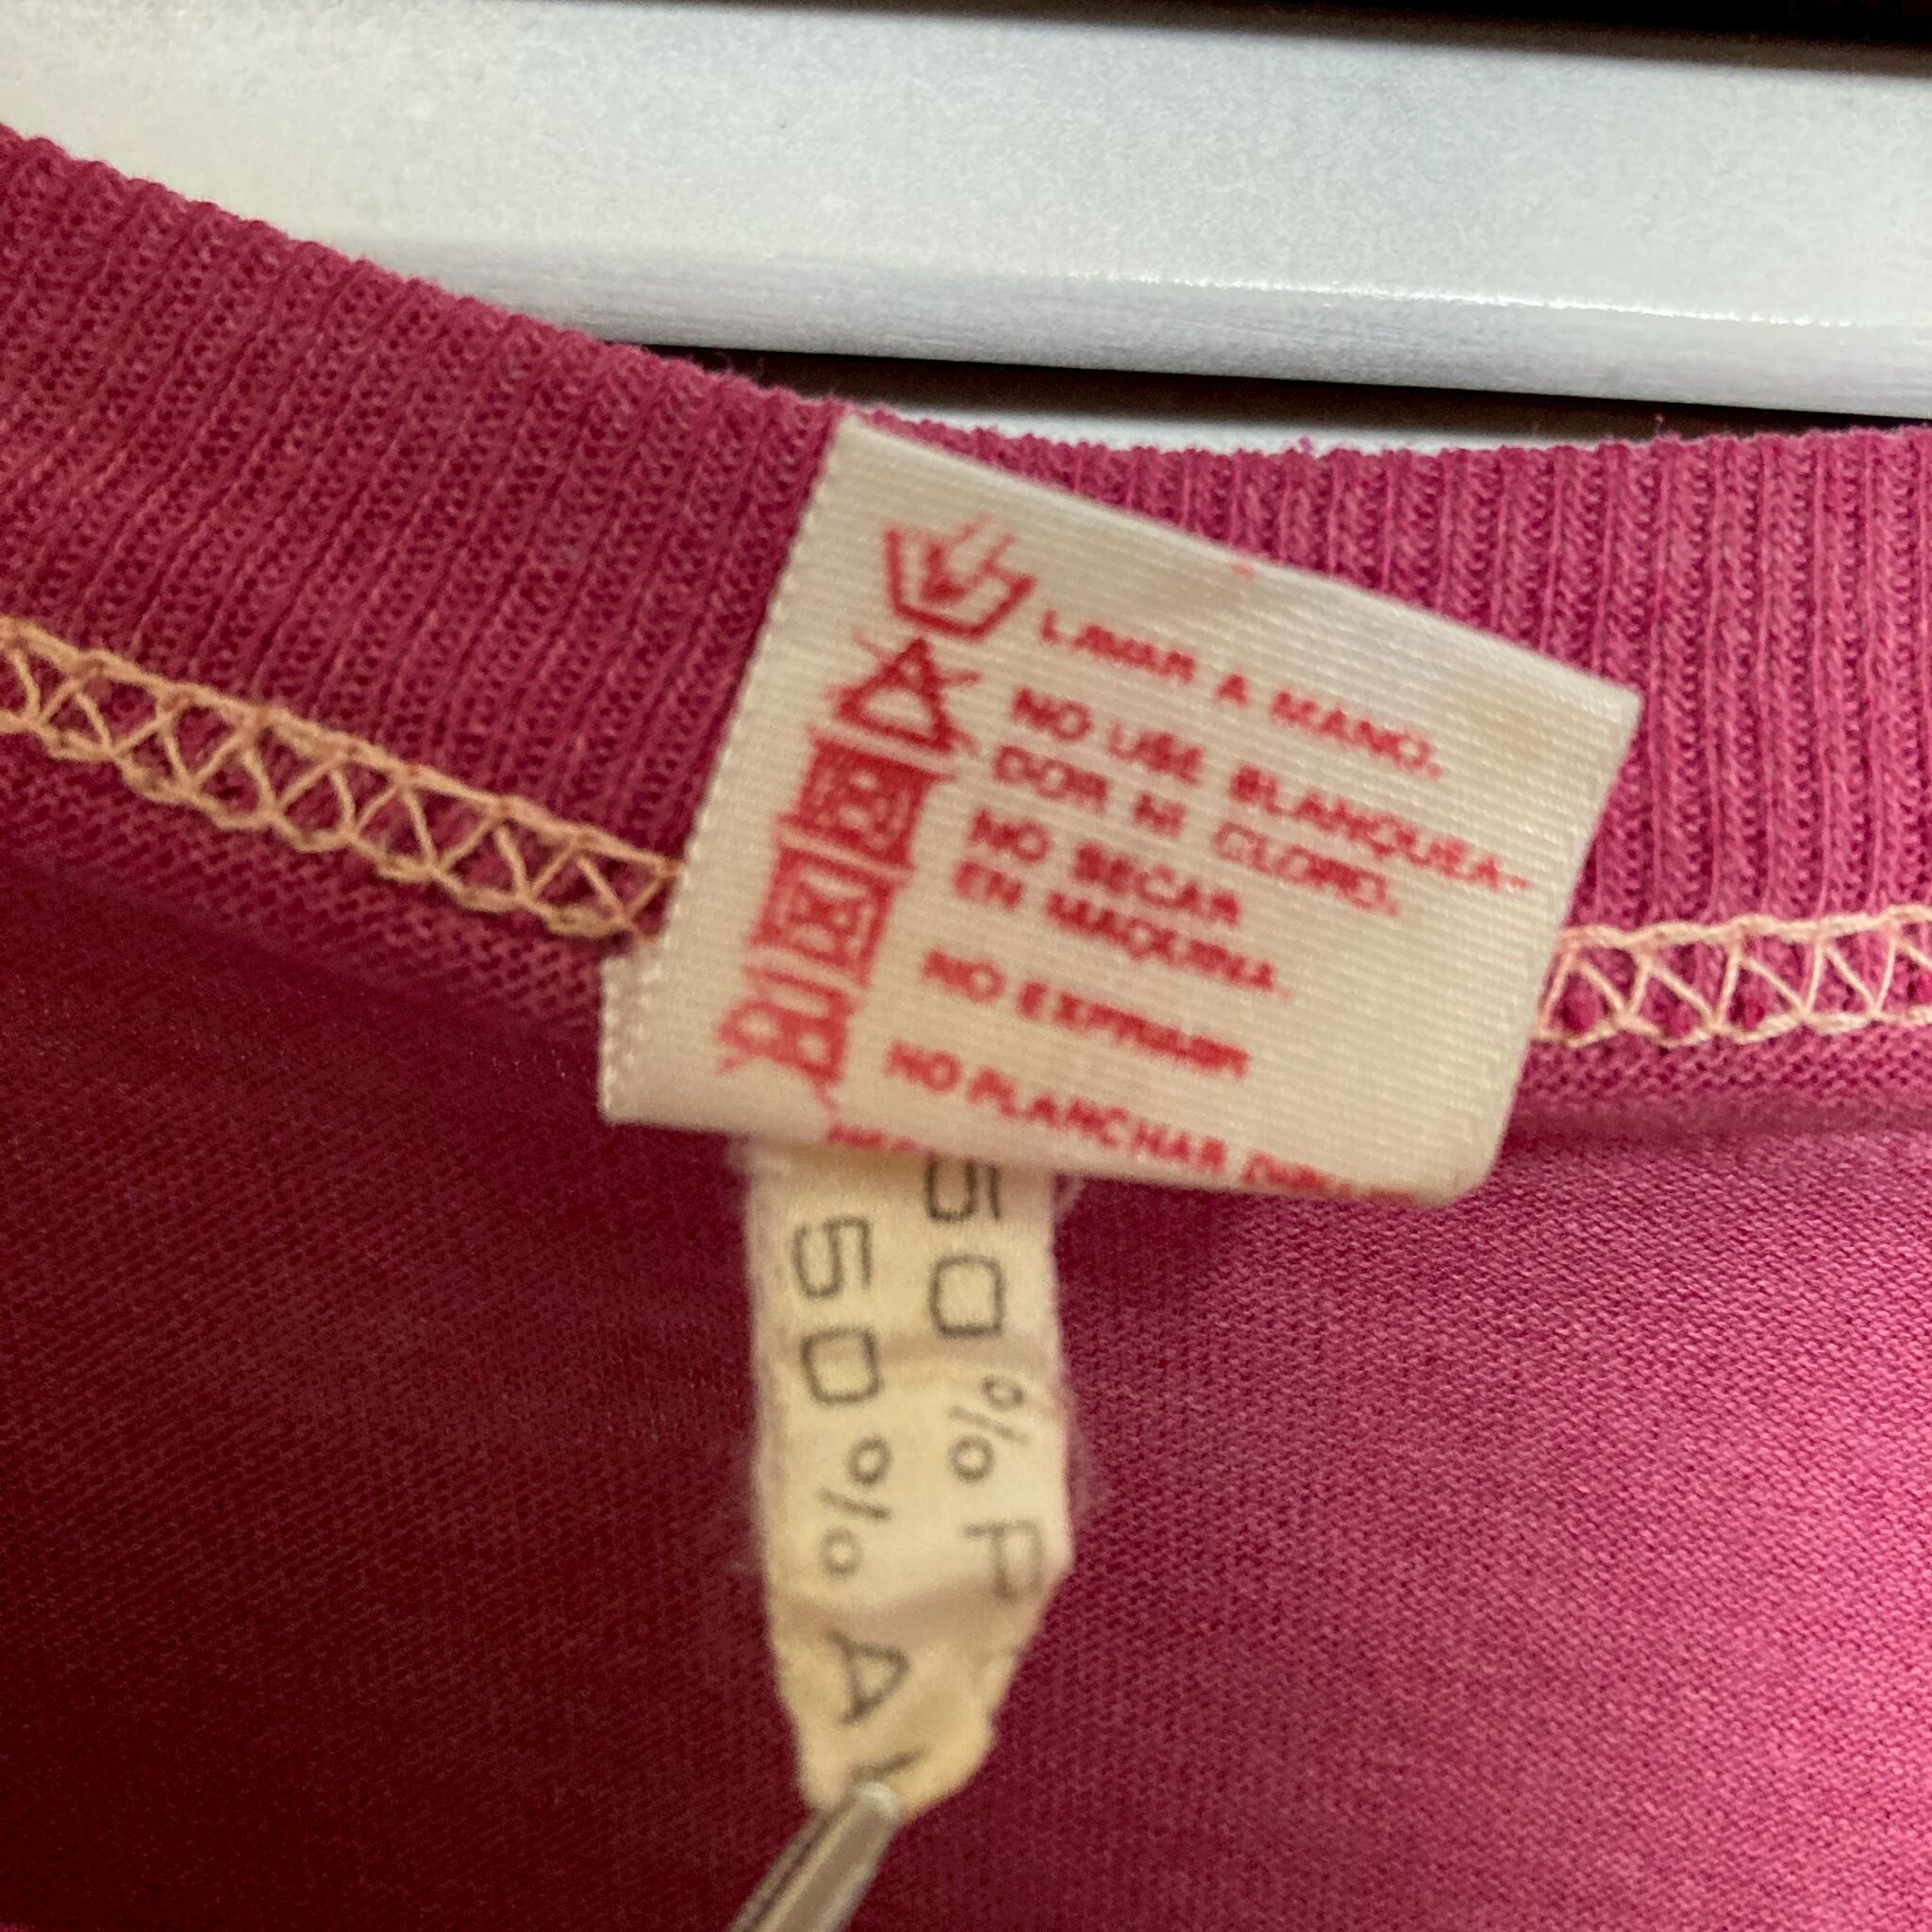 LAVAR A MANO.
NO USE BLANQUEA-
DOR NI CLORO.
NO SECAR
EN MAQUINA.
NO EXPRIMIR
NO PLANCHAR
50% P
50% A